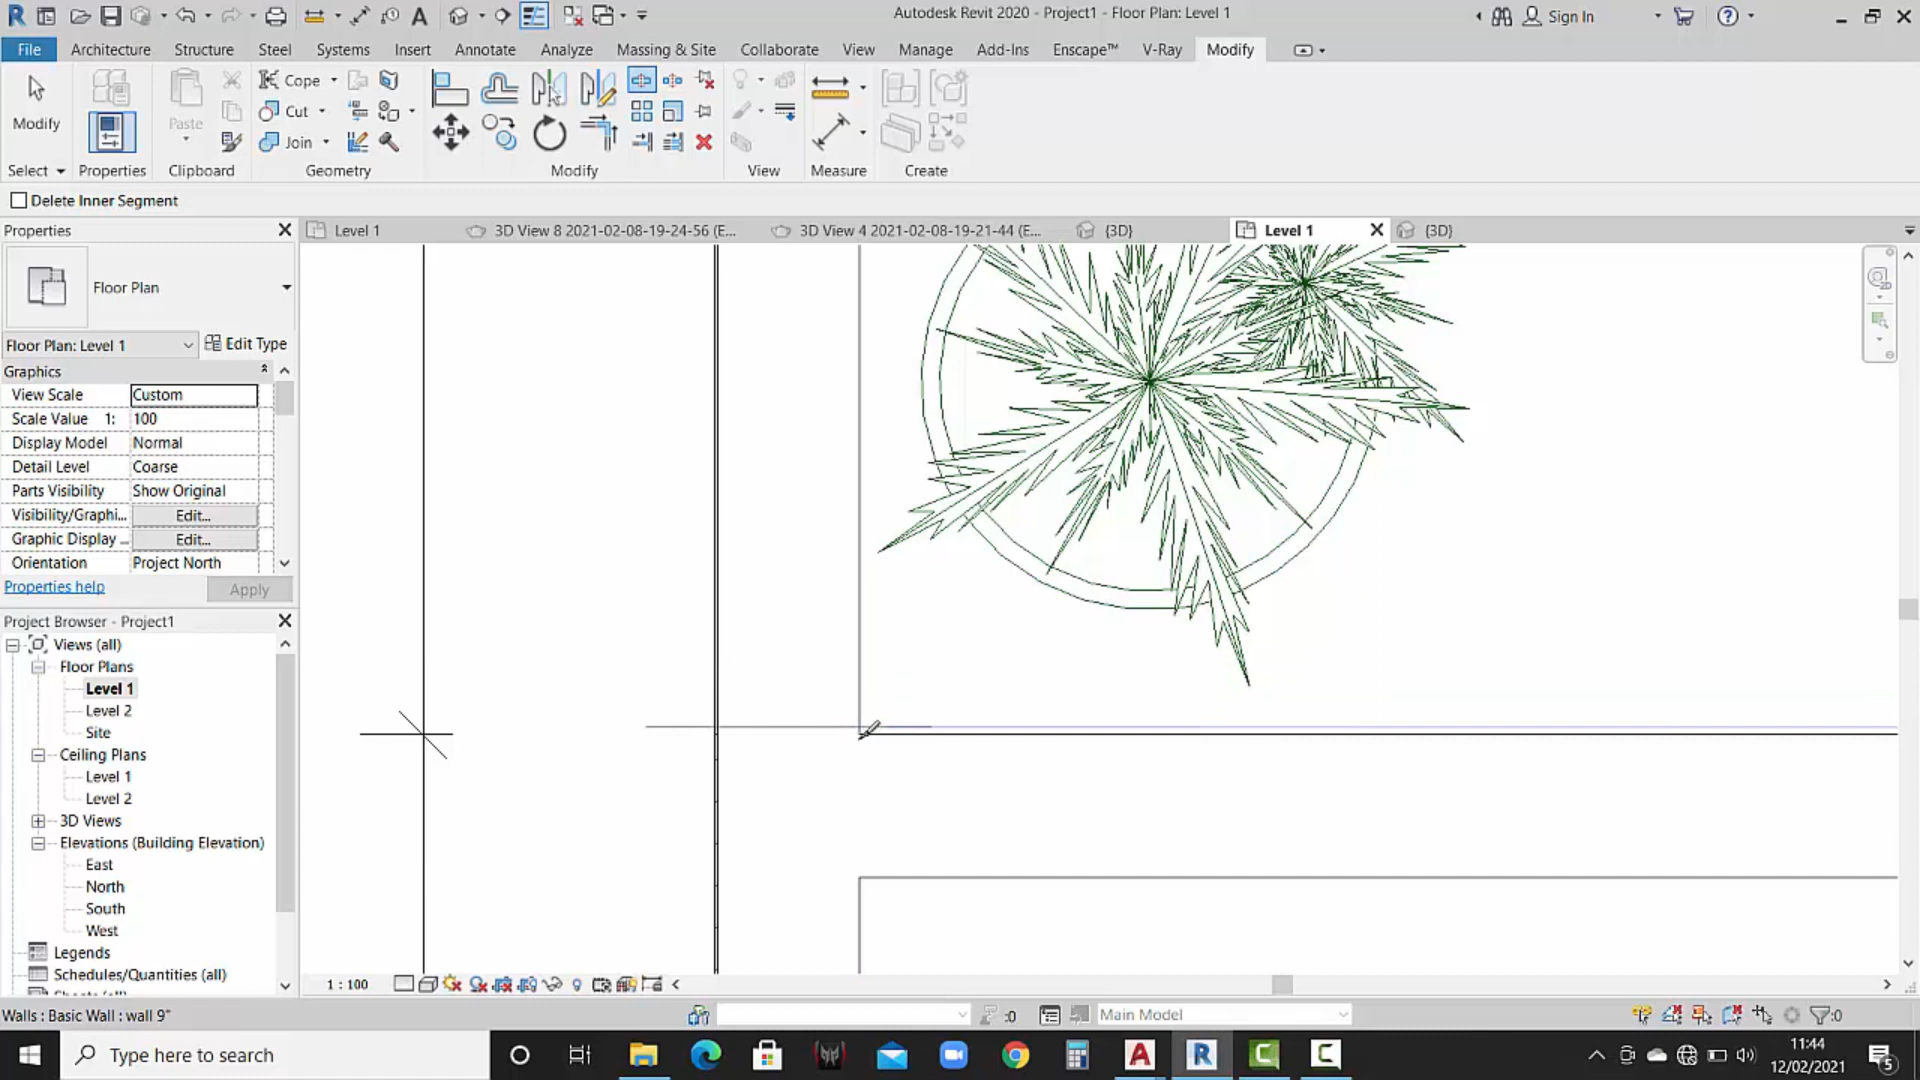 Autodesk Revit 2020 - Project1 - Floor Plan: Level 1
Sign In
File Architecture Structure Steel Systems Insert Annotate Analyze Massing & Site Collaborate View Manage Add-Ins Enscape™ V-Ray Modify
Modify
Paste
Cope
Cut
Join
Select Properties Clipboard Geometry Modify View Measure Create
Delete Inner Segment
Properties
Level 1
3D View 8 2021-02-08-19-24-56 (E...
3D View 4 2021-02-08-19-21-44 (E...
{3D}
Level 1
{3D}
Floor Plan
Floor Plan: Level 1
Edit Type
Graphics
View Scale Custom
Scale Value 1: 100
Display Model Normal
Detail Level Coarse
Parts Visibility Show Original
Visibility/Graphi... Edit...
Graphic Display ... Edit...
Orientation Project North
Properties help
Apply
Project Browser - Project1
Views (all)
Floor Plans
Level 1
Level 2
Site
Ceiling Plans
Level 1
Level 2
3D Views
Elevations (Building Elevation)
East
North
South
West
Legends
Schedules/Quantities (all)
1 : 100
Walls : Basic Wall : wall 9"
:0
Main Model
:0
Type here to search
11:44
12/02/2021
5